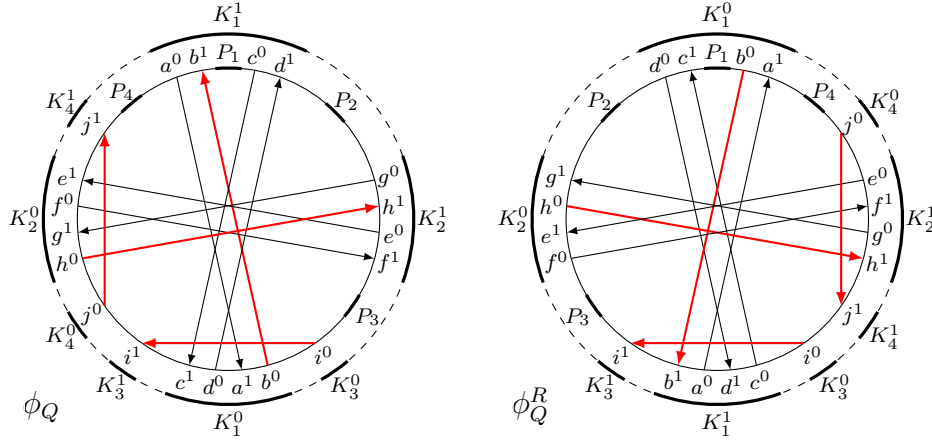 $K_1^1$ $K_1^0$
$a^0$ $b^1$ $P_1$ $c^0$ $d^1$ $d^0$ $c^1$ $P_1$ $b^0$ $a^1$
$K_4^1$ $P_4$ $P_2$ $P_2$ $P_4$ $K_4^0$
$j^1$ $j^0$
$e^1$ $g^0$ $g^1$ $e^0$
$K_2^0$ $f^0$ $h^1$ $K_2^1$ $K_2^0$ $h^0$ $f^1$ $K_2^1$
$g^1$ $e^0$ $e^1$ $g^0$
$h^0$ $f^1$ $f^0$ $h^1$
$j^0$ $P_3$ $P_3$ $j^1$
$K_4^0$ $i^1$ $i^0$ $i^1$ $i^0$ $K_4^1$
$K_3^1$ $c^1$ $d^0$ $a^1$ $b^0$ $K_3^0$ $K_3^1$ $b^1$ $a^0$ $d^1$ $c^0$ $K_3^0$
$\phi_Q$ $K_1^0$ $\phi_Q^R$ $K_1^1$